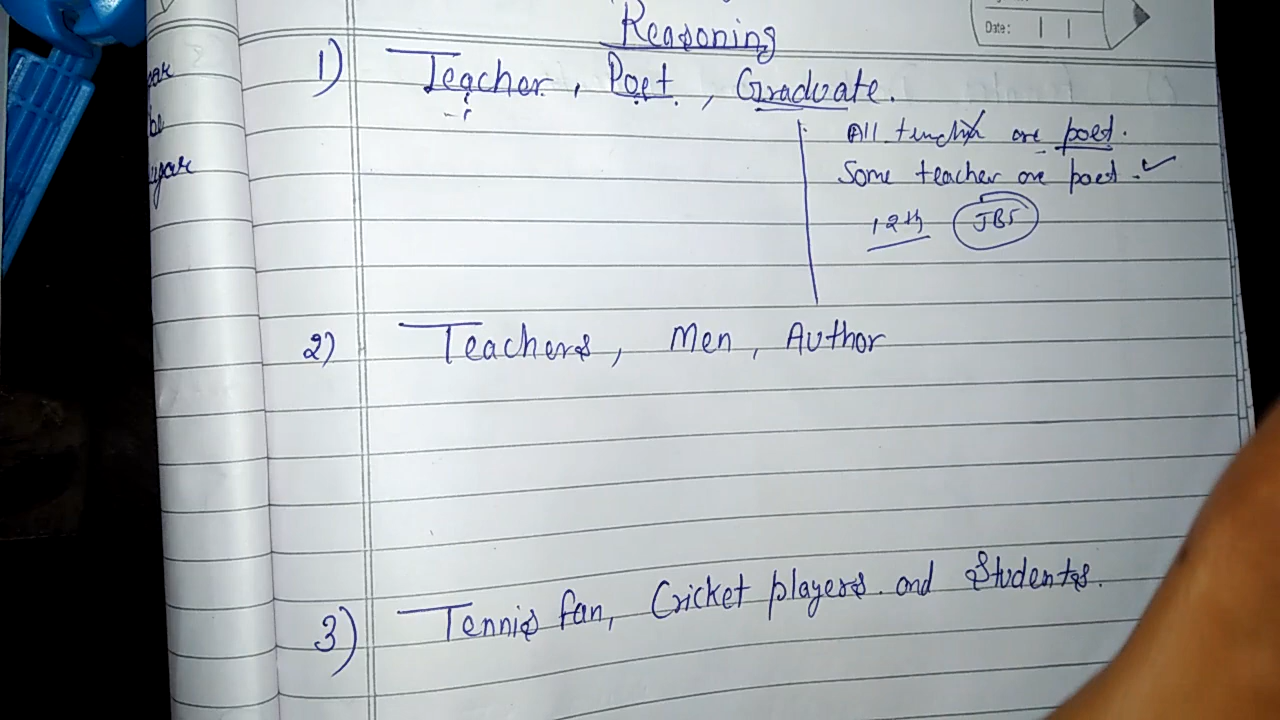 Reasoning
Date:
1) Teacher, Poet, Graduate.
All are poet.
Some teacher are poet.
12th JBT
2) Teachers, Men, Author
3) Tennis fan, Cricket players and Students.